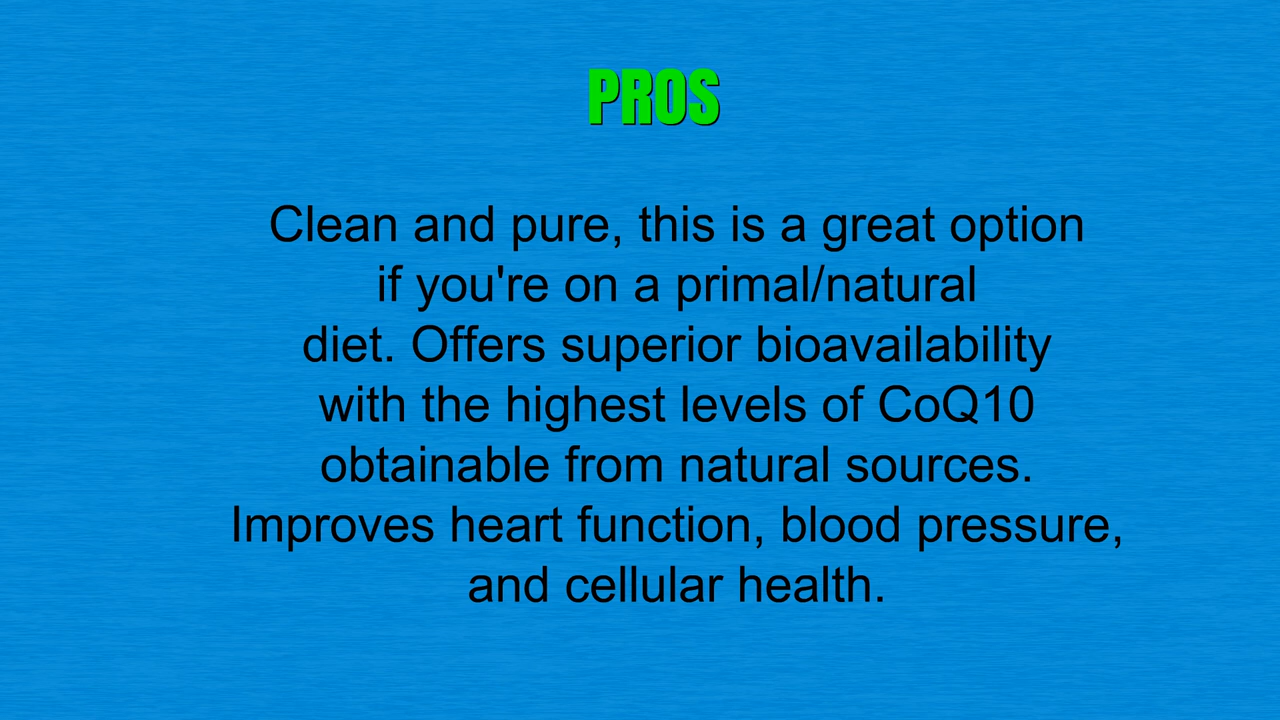 PROS
Clean and pure, this is a great option
if you're on a primal/natural
diet. Offers superior bioavailability
with the highest levels of CoQ10
obtainable from natural sources.
Improves heart function, blood pressure,
and cellular health.